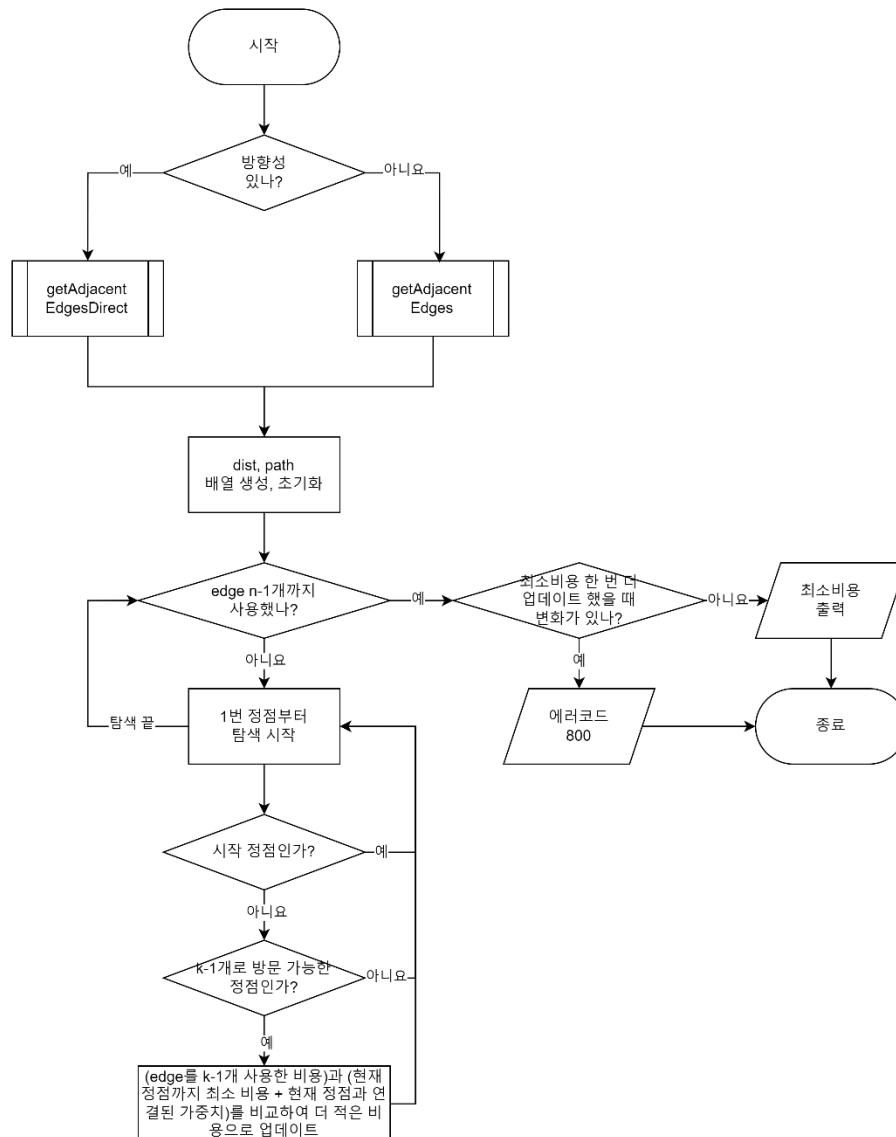 시작
방향성
있나?
예
아니요
getAdjacent
EdgesDirect
getAdjacent
Edges
dist, path
배열 생성, 초기화
edge n-1개까지
사용했나?
예
최소비용 한 번 더
업데이트 했을 때
변화가 있나?
아니요
최소비용
출력
아니요
예
탐색 끝
1번 정점부터
탐색 시작
에러코드
800
종료
시작 정점인가?
예
아니요
k-1개로 방문 가능한
정점인가?
아니요
예
(edge를 k-1개 사용한 비용)과 (현재
정점까지 최소 비용 + 현재 정점과 연
결된 가중치)를 비교하여 더 적은 비
용으로 업데이트